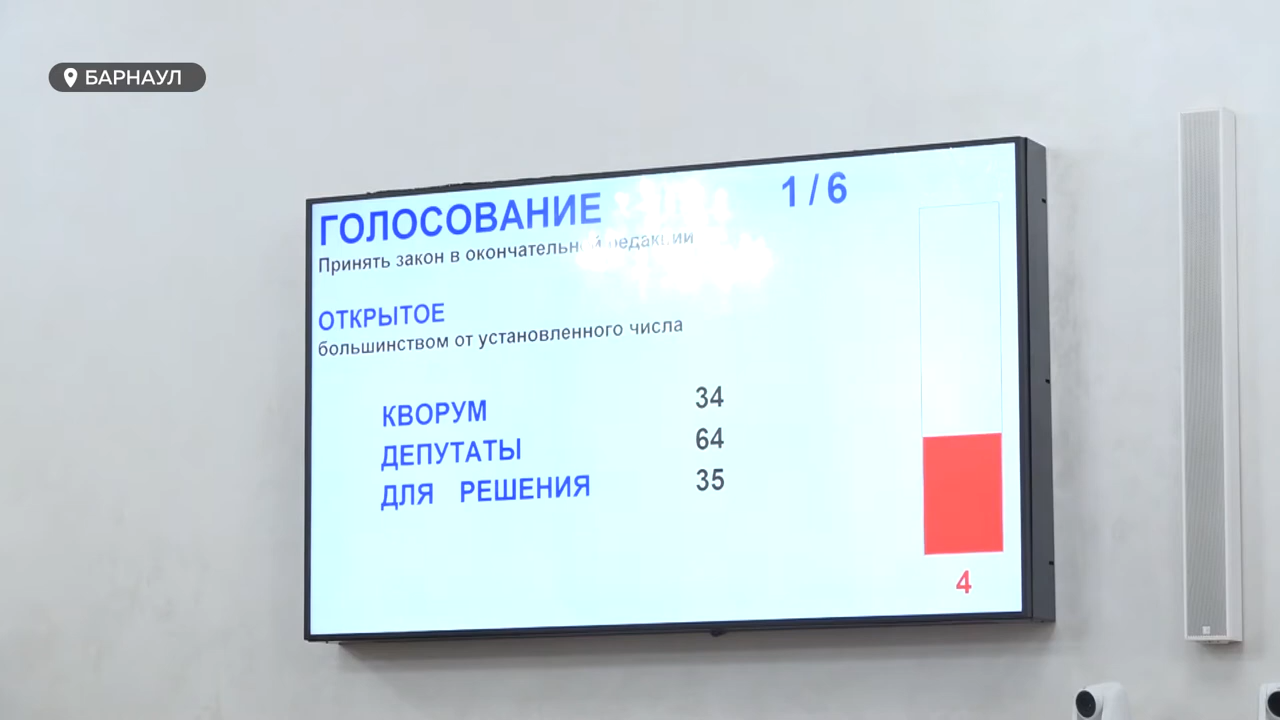 БАРНАУЛ
ГОЛОСОВАНИЕ 1 / 6
Принять закон в окончательной редакции
ОТКРЫТОЕ
большинством от установленного числа
КВОРУМ 34
ДЕПУТАТЫ 64
ДЛЯ РЕШЕНИЯ 35
4